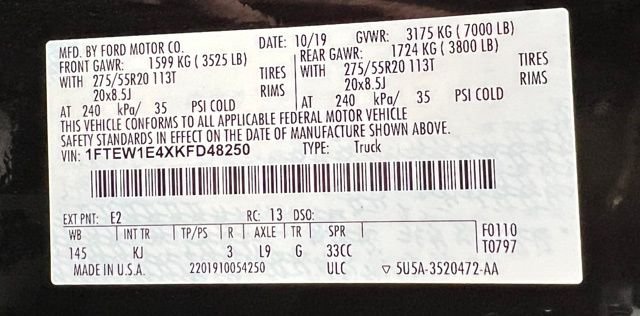 MFD. BY FORD MOTOR CO. DATE: 10/19 GVWR: 3175 KG ( 7000 LB)
FRONT GAWR: 1599 KG ( 3525 LB) REAR GAWR: 1724 KG ( 3800 LB)
WITH 275/55R20 113T TIRES WITH 275/55R20 113T TIRES
20x8.5J RIMS 20x8.5J RIMS
AT 240 kPa/ 35 PSI COLD AT 240 kPa/ 35 PSI COLD
THIS VEHICLE CONFORMS TO ALL APPLICABLE FEDERAL MOTOR VEHICLE
SAFETY STANDARDS IN EFFECT ON THE DATE OF MANUFACTURE SHOWN ABOVE.
VIN: 1FTEW1E4XKFD48250 TYPE: Truck
EXT PNT: E2 RC: 13 DSO:
WB INT TR TP/PS R AXLE TR SPR F0110
145 KJ 3 L9 G 33CC T0797
MADE IN U.S.A. 2201910054250 ULC ▽ 5U5A-3520472-AA